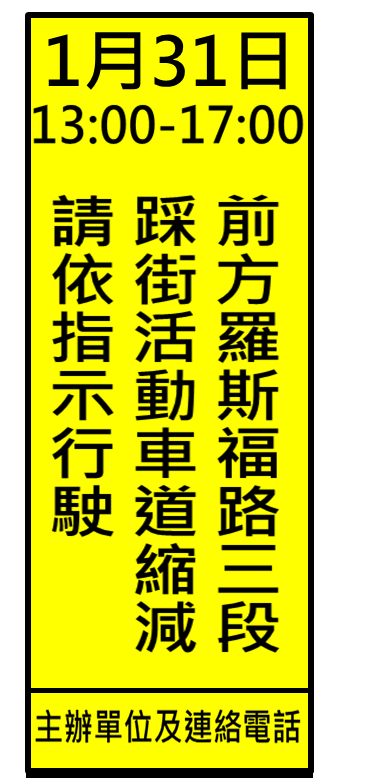 1月31日
13:00-17:00
前方羅斯福路三段
踩街活動車道縮減
請依指示行駛
主辦單位及連絡電話